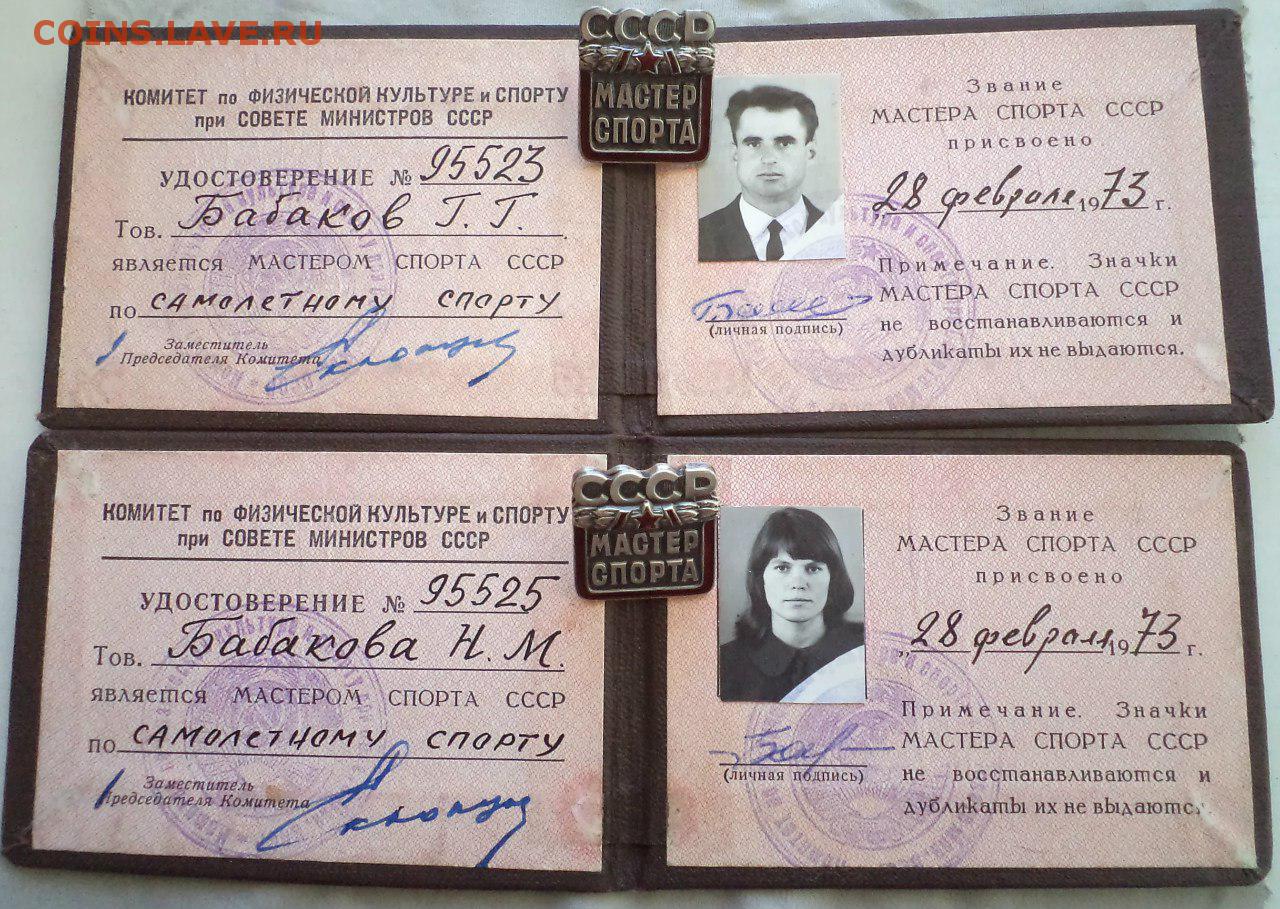 COINS.LAVE.RU
КОМИТЕТ по ФИЗИЧЕСКОЙ КУЛЬТУРЕ и СПОРТУ
при СОВЕТЕ МИНИСТРОВ СССР
УДОСТОВЕРЕНИЕ № 95523
Тов. Бабаков Г. Г.
является МАСТЕРОМ СПОРТА СССР
по самолетному спорту
Заместитель
Председателя Комитета
СССР
МАСТЕР
СПОРТА
Звание
МАСТЕРА СПОРТА СССР
присвоено
28 февраля 1973 г.
(личная подпись)
Примечание. Значки
МАСТЕРА СПОРТА СССР
не восстанавливаются и
дубликаты их не выдаются.
КОМИТЕТ по ФИЗИЧЕСКОЙ КУЛЬТУРЕ и СПОРТУ
при СОВЕТЕ МИНИСТРОВ СССР
УДОСТОВЕРЕНИЕ № 95525
Тов. Бабакова Н. М.
является МАСТЕРОМ СПОРТА СССР
по самолетному спорту
Заместитель
Председателя Комитета
СССР
МАСТЕР
СПОРТА
Звание
МАСТЕРА СПОРТА СССР
присвоено
„28 февраля 1973 г.
(личная подпись)
Примечание. Значки
МАСТЕРА СПОРТА СССР
не восстанавливаются и
дубликаты их не выдаются.